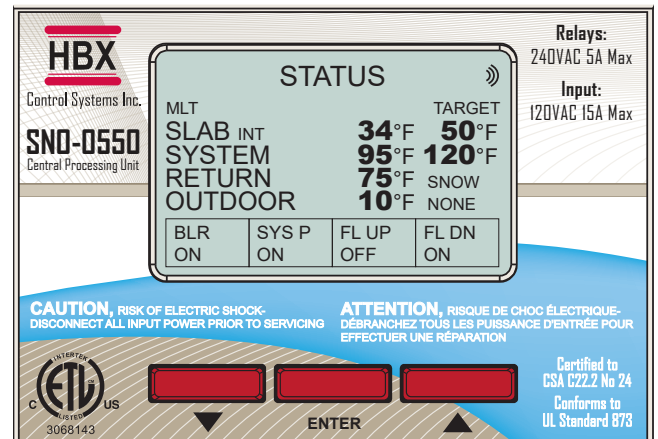 HBX
Control Systems Inc.
SNO-0550
Central Processing Unit
STATUS
MLT TARGET
SLAB INT 34°F 50°F
SYSTEM 95°F 120°F
RETURN 75°F SNOW
OUTDOOR 10°F NONE
BLR SYS P FL UP FL DN
ON ON OFF ON
Relays:
240VAC 5A Max
Input:
120VAC 15A Max
CAUTION, RISK OF ELECTRIC SHOCK-
DISCONNECT ALL INPUT POWER PRIOR TO SERVICING
ATTENTION, RISQUE DE CHOC ÉLECTRIQUE-
DÉBRANCHEZ TOUS LES PUISSANCE D'ENTRÉE POUR
EFFECTUER UNE RÉPARATION
INTERTEK
ETL CM
C US
LISTED
3068143
ENTER
Certified to
CSA C22.2 No 24
Conforms to
UL Standard 873